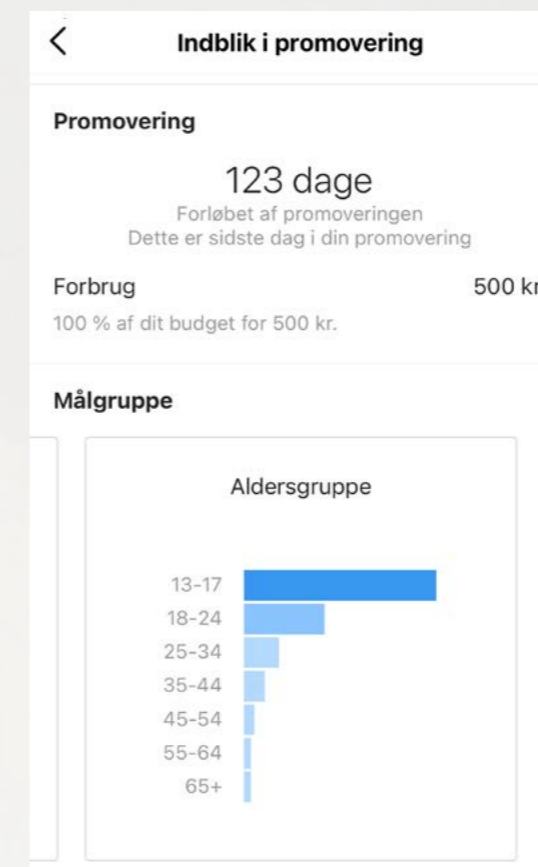 Indblik i promovering
Promovering
123 dage
Forløbet af promoveringen
Dette er sidste dag i din promovering
Forbrug 500 kr
100 % af dit budget for 500 kr.
Målgruppe
Aldersgruppe
13-17
18-24
25-34
35-44
45-54
55-64
65+